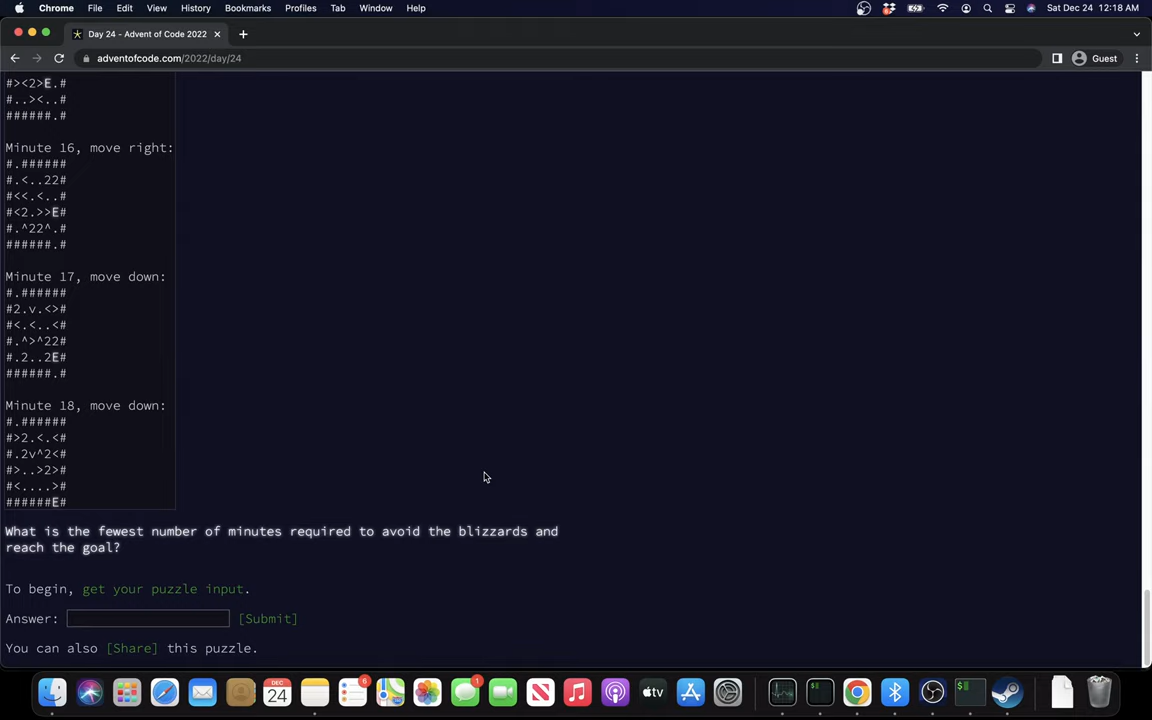 Chrome File Edit View History Bookmarks Profiles Tab Window Help Sat Dec 24 12:18 AM
Day 24 - Advent of Code 2022
adventofcode.com/2022/day/24 Guest
#><2>E.#
#..><..#
######.#
Minute 16, move right:
#.######
#.<..22#
#<<.<..#
#<2.>>E#
#.^22^.#
######.#
Minute 17, move down:
#.######
#2.v.<>#
#<.<..<#
#.^>^22#
#.2..2E#
######.#
Minute 18, move down:
#.######
#>2.<.<#
#.2v^2<#
#>..>2>#
#<....>#
######E#
What is the fewest number of minutes required to avoid the blizzards and
reach the goal?
To begin, get your puzzle input.
Answer: [Submit]
You can also [Share] this puzzle.
6
1
DEC
24
tv
$
$